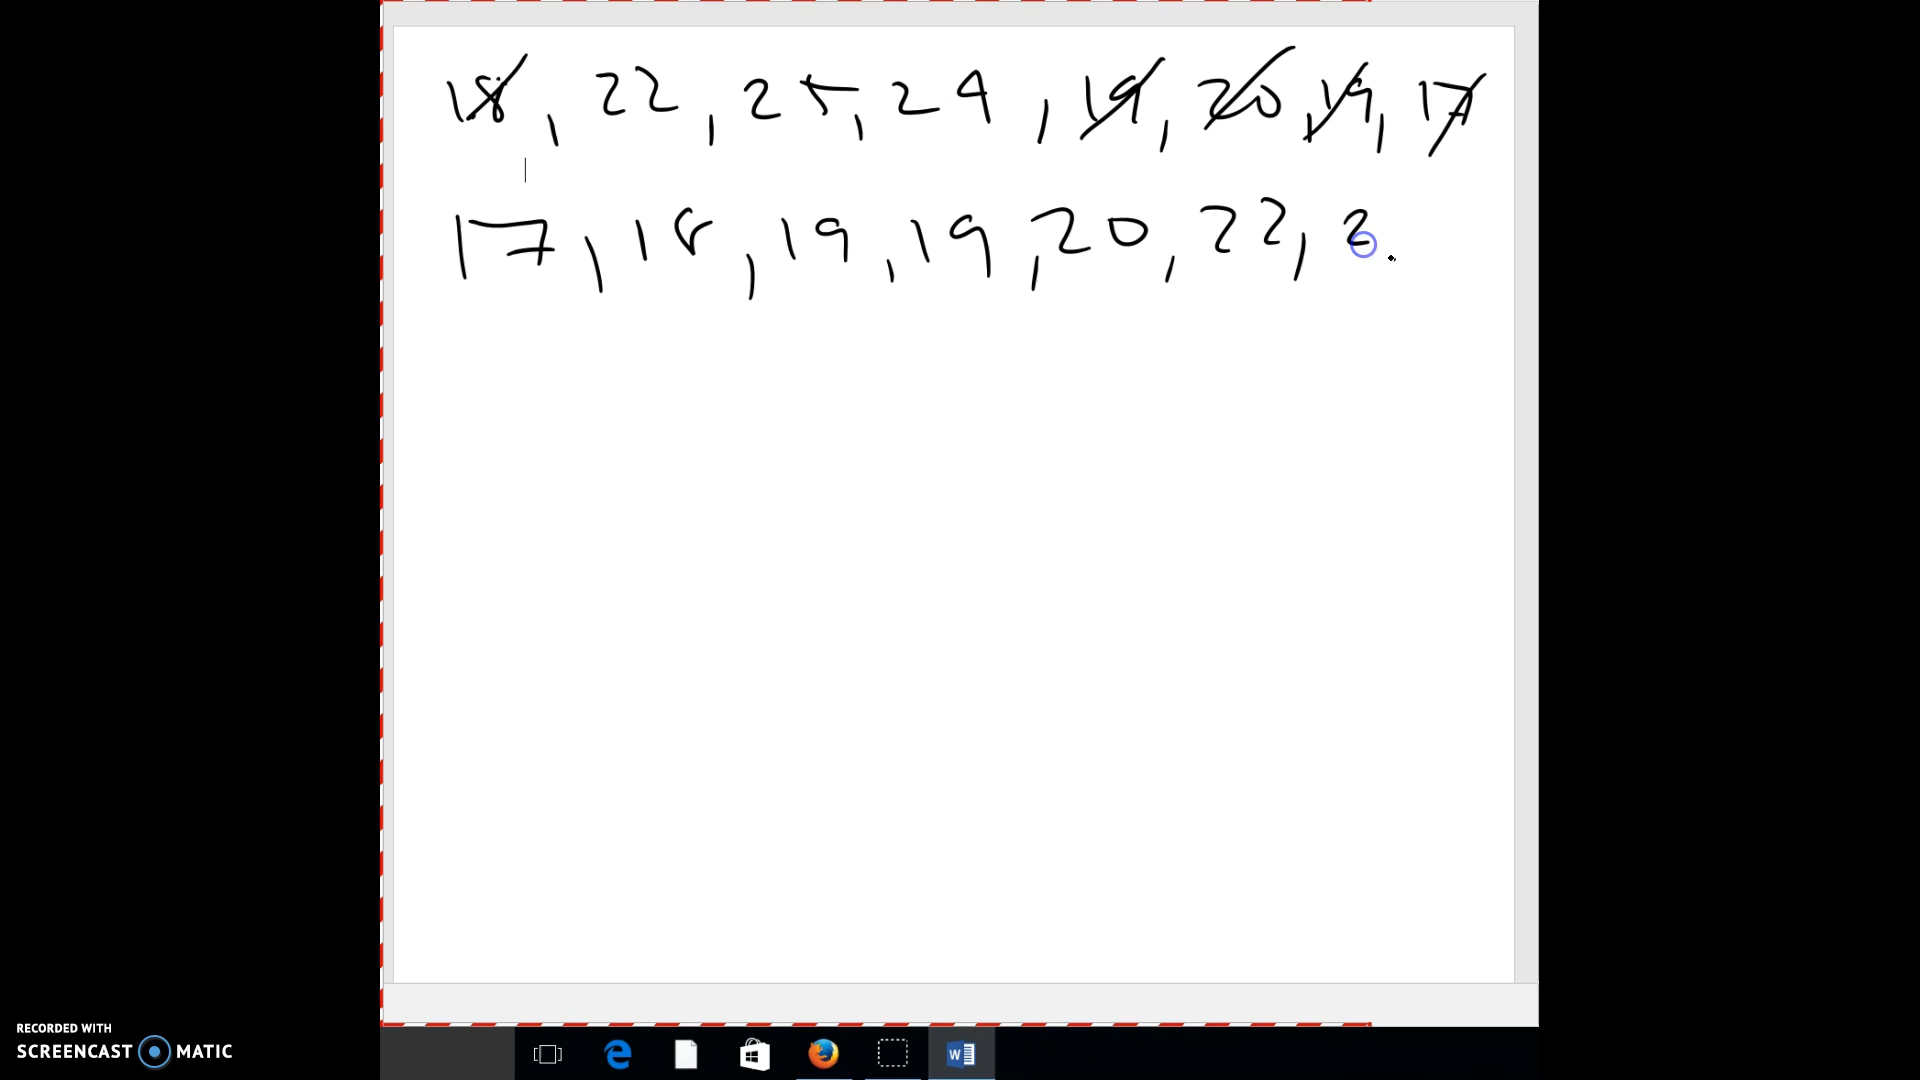 18, 22, 25, 24, 19, 20, 19, 17
17, 18, 19, 19, 20, 22, 2
RECORDED WITH
SCREENCAST MATIC